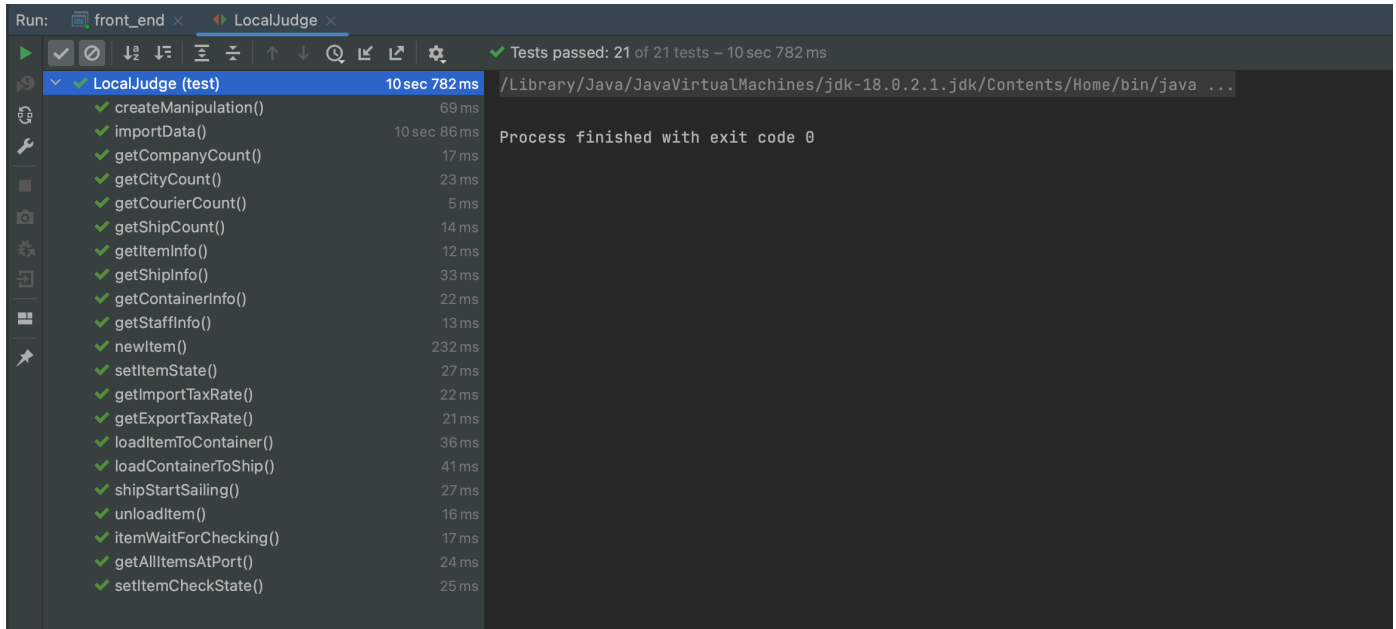 Run: front_end LocalJudge
Tests passed: 21 of 21 tests – 10 sec 782 ms
LocalJudge (test) 10 sec 782 ms
/Library/Java/JavaVirtualMachines/jdk-18.0.2.1.jdk/Contents/Home/bin/java ...
createManipulation() 69 ms
importData() 10 sec 86 ms
Process finished with exit code 0
getCompanyCount() 17 ms
getCityCount() 23 ms
getCourierCount() 5 ms
getShipCount() 14 ms
getItemInfo() 12 ms
getShipInfo() 33 ms
getContainerInfo() 22 ms
getStaffInfo() 13 ms
newItem() 232 ms
setItemState() 27 ms
getImportTaxRate() 22 ms
getExportTaxRate() 21 ms
loadItemToContainer() 36 ms
loadContainerToShip() 41 ms
shipStartSailing() 27 ms
unloadItem() 16 ms
itemWaitForChecking() 17 ms
getAllItemsAtPort() 24 ms
setItemCheckState() 25 ms